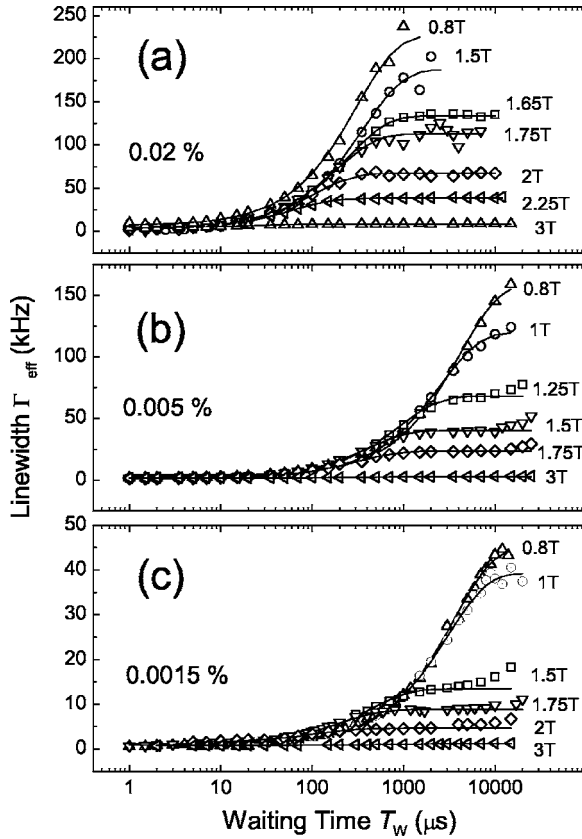 250
200
150
100
50
0
(a)
0.02 %
0.8T
1.5T
1.65T
1.75T
2T
2.25T
3T
150
100
50
0
(b)
0.005 %
0.8T
1T
1.25T
1.5T
1.75T
3T
50
40
30
20
10
0
(c)
0.0015 %
0.8T
1T
1.5T
1.75T
2T
3T
1 10 100 1000 10000
Linewidth Γeff (kHz)
Waiting Time TW (μs)